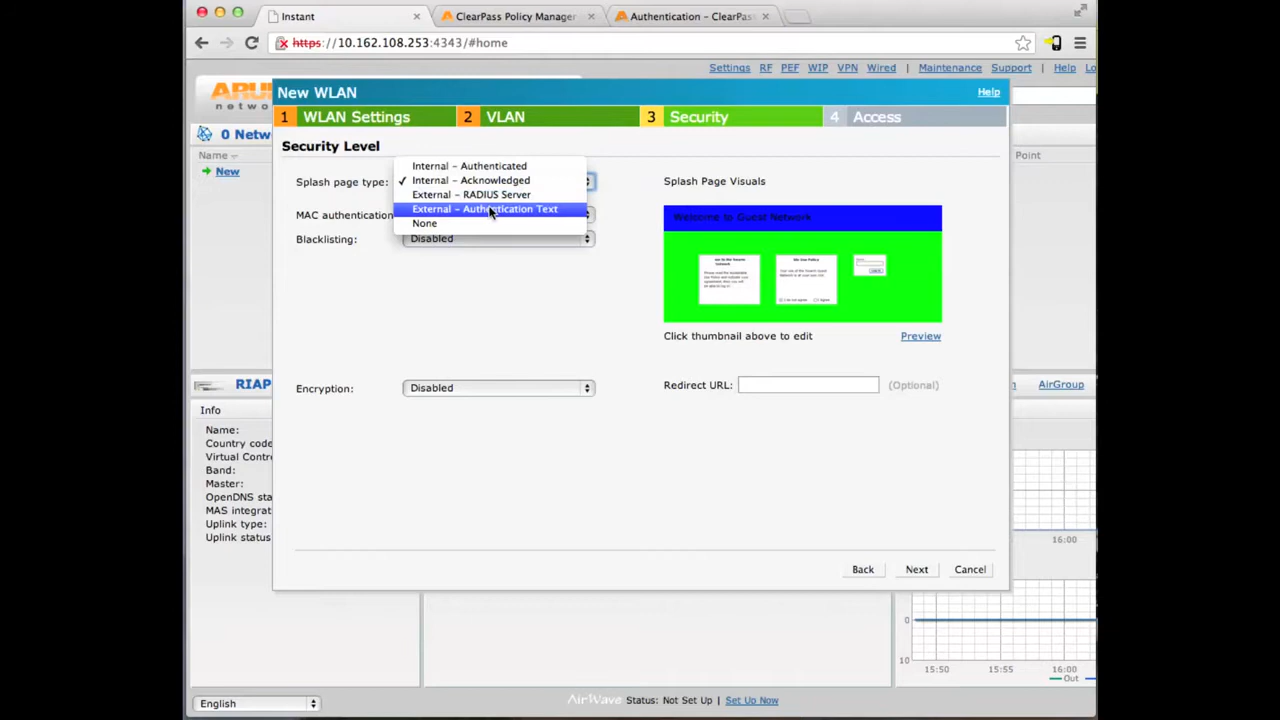 Instant
ClearPass Policy Manager
Authentication – ClearPas
https://10.162.108.253:4343/#home
Settings RF PEF WIP VPN Wired | Maintenance Support | Help Lo
networ
New WLAN
Help
1 WLAN Settings
2 VLAN
3 Security
4 Access
0 Netw
Name
New
Point
Security Level
Splash page type:
Internal – Authenticated
✓ Internal – Acknowledged
External – RADIUS Server
External – Authentication Text
None
MAC authentication
Blacklisting: Disabled
Encryption: Disabled
Splash Page Visuals
Welcome to Guest Network
Click thumbnail above to edit
Preview
Redirect URL:
(Optional)
Back
Next
Cancel
RIAP
AirGroup
Info
Name:
Country code
Virtual Contro
Band:
OpenDNS sta
MAS integrat
Uplink type:
Uplink status
16:00
0
10
15:50
15:55
16:00
Out
English
AirWave Status: Not Set Up | Set Up Now